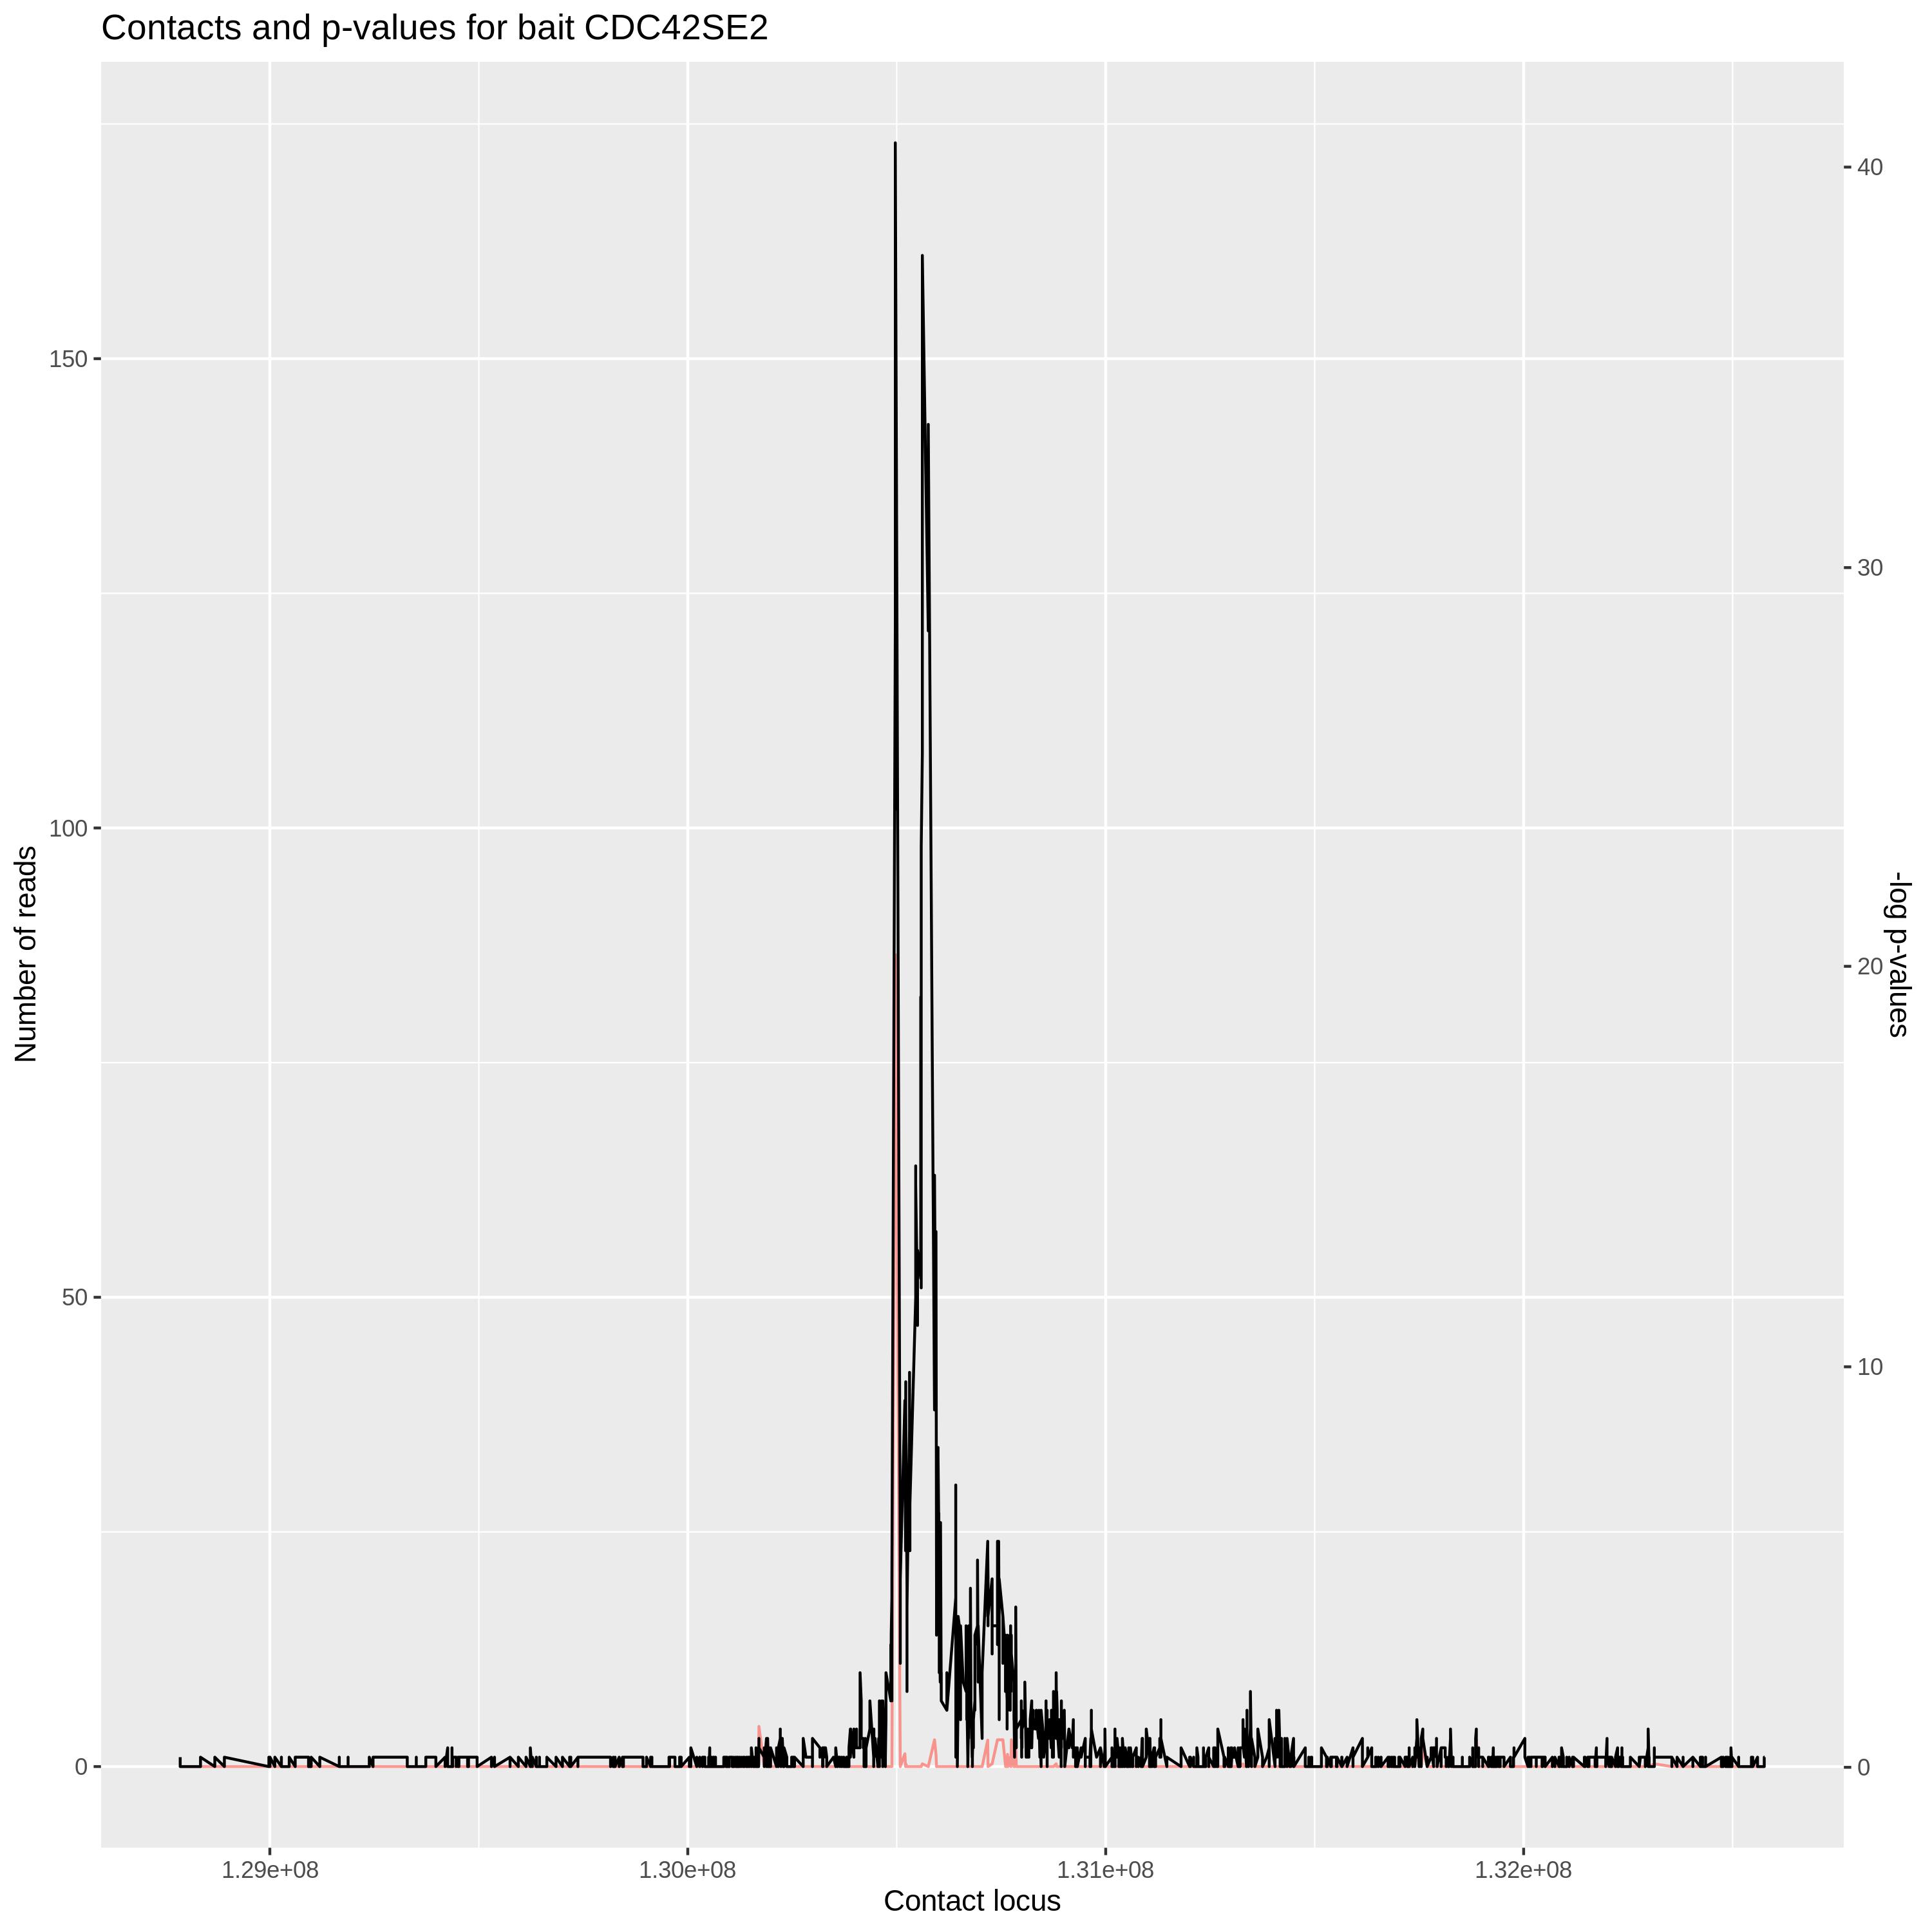 Contacts and p-values for bait CDC42SE2
150
100
50
0
Number of reads
40
30
20
10
0
-log p-values
1.29e+08
1.30e+08
1.31e+08
1.32e+08
Contact locus